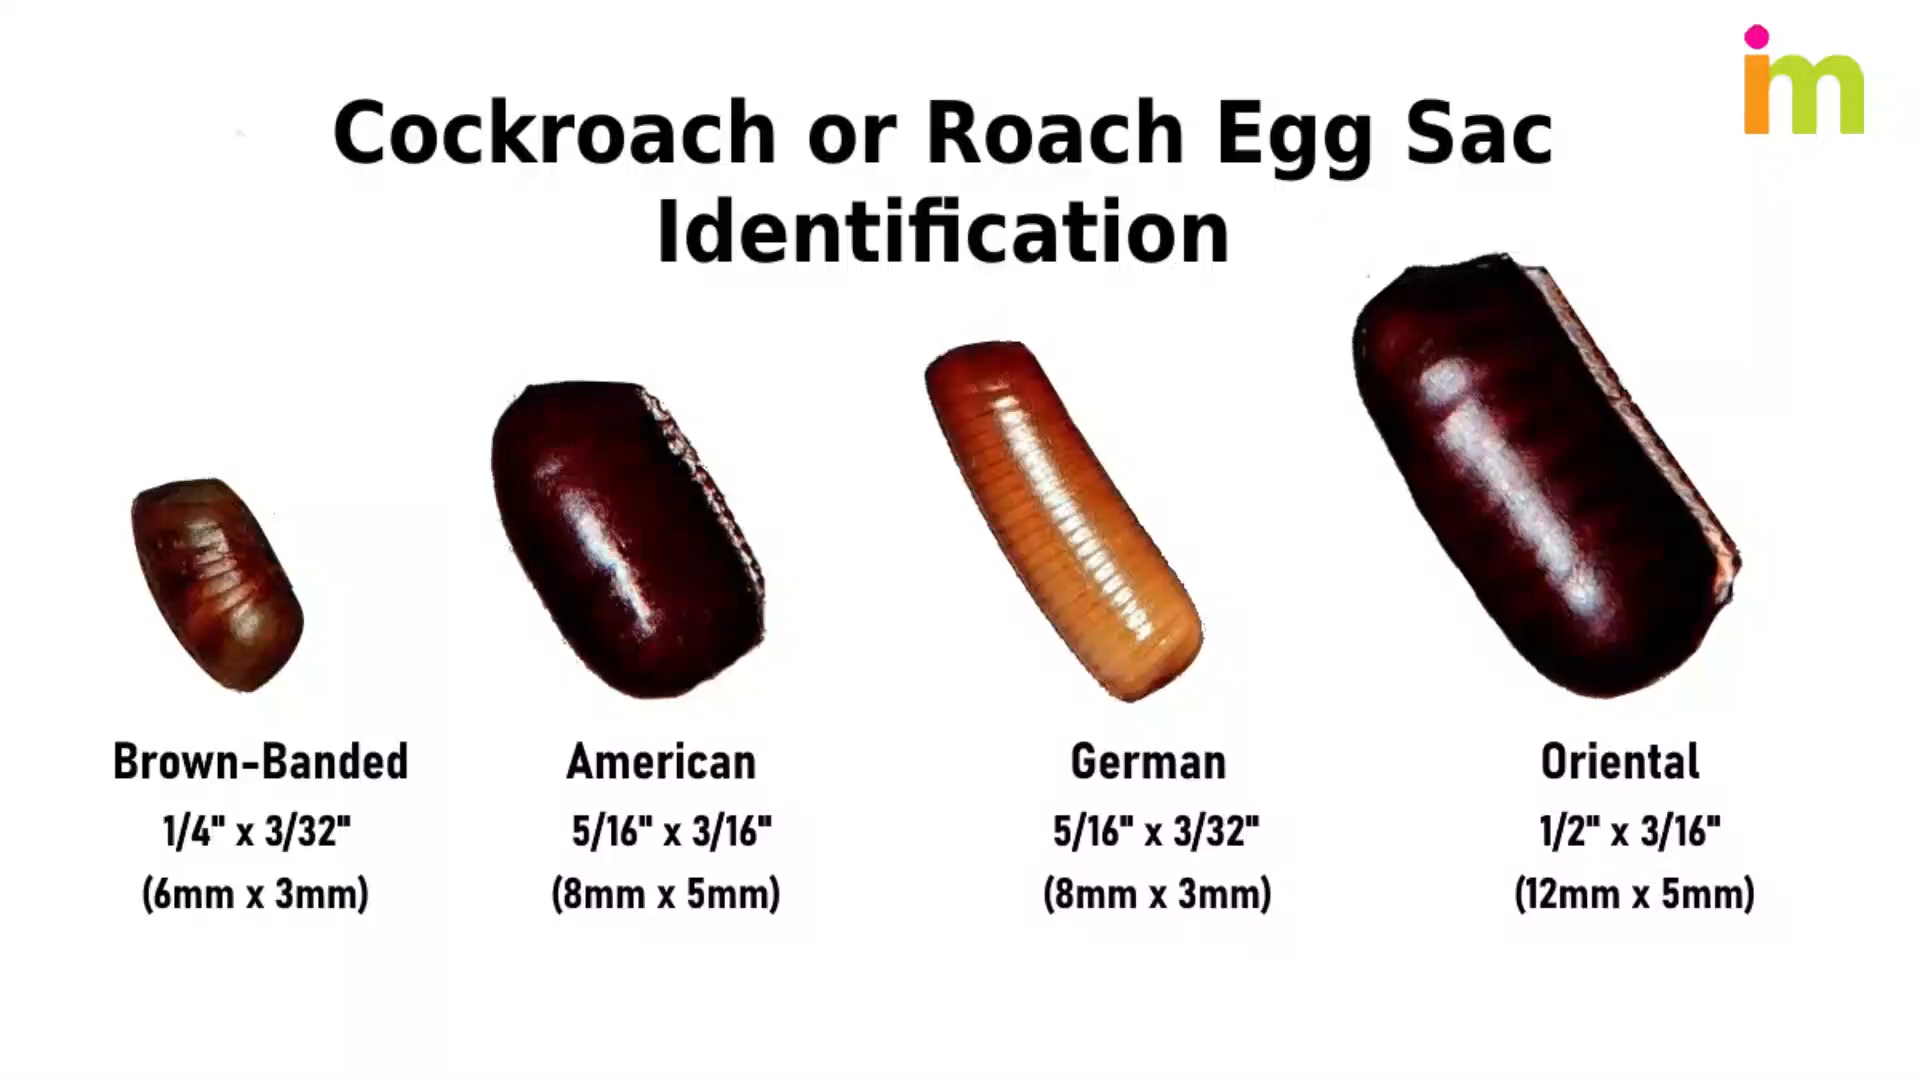 im
Cockroach or Roach Egg Sac
Identification
Brown-Banded
1/4" x 3/32"
(6mm x 3mm)
American
5/16" x 3/16"
(8mm x 5mm)
German
5/16" x 3/32"
(8mm x 3mm)
Oriental
1/2" x 3/16"
(12mm x 5mm)